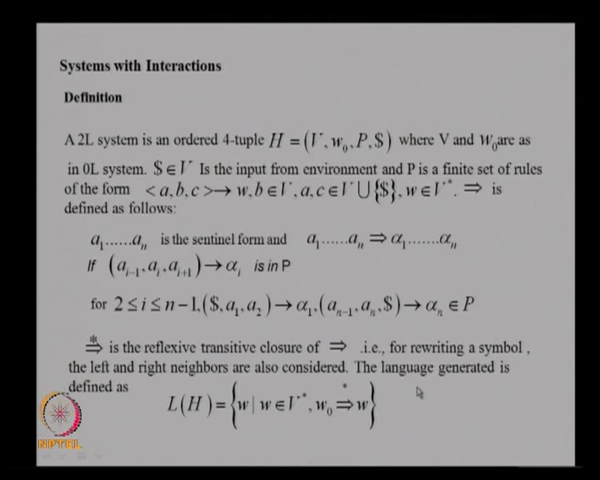 Systems with Interactions
Definition
A 2L system is an ordered 4-tuple H = (V, w₀, P, $) where V and w₀are as
in 0L system. $ ∈ V Is the input from environment and P is a finite set of rules
of the form < a, b, c >→ w, b ∈ V, a, c ∈ V ∪ {$}, w ∈ V*. ⇒ is
defined as follows:
a₁......aₙ is the sentinel form and a₁......aₙ ⇒ α₁.......αₙ
If (aᵢ₋₁, aᵢ, aᵢ₊₁) → αᵢ is in P
for 2 ≤ i ≤ n−1, ($, a₁, a₂) → α₁, (aₙ₋₁, aₙ, $) → αₙ ∈ P
⇒* is the reflexive transitive closure of ⇒ .i.e., for rewriting a symbol ,
the left and right neighbors are also considered. The language generated is
defined as
L(H) = {w | w ∈ V*, w₀ ⇒* w}
NPTEL